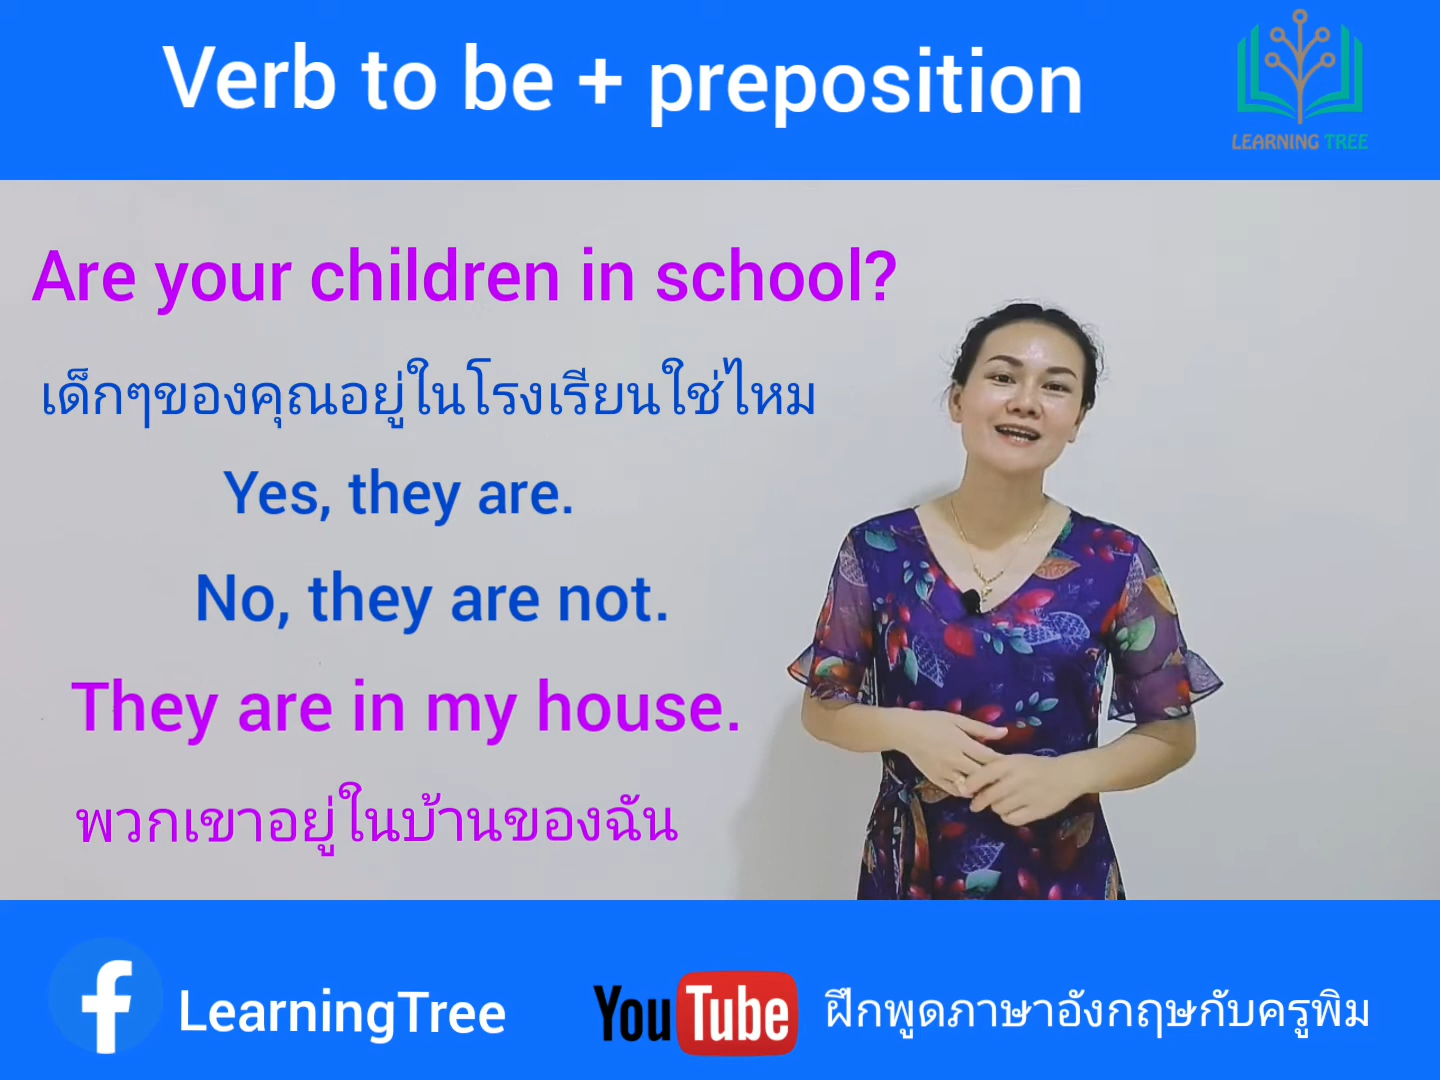 Verb to be + preposition
LEARNING TREE
Are your children in school?
เด็กๆของคุณอยู่ในโรงเรียนใช่ไหม
Yes, they are.
No, they are not.
They are in my house.
พวกเขาอยู่ในบ้านของฉัน
f LearningTree
YouTube ฝึกพูดภาษาอังกฤษกับครูพิม